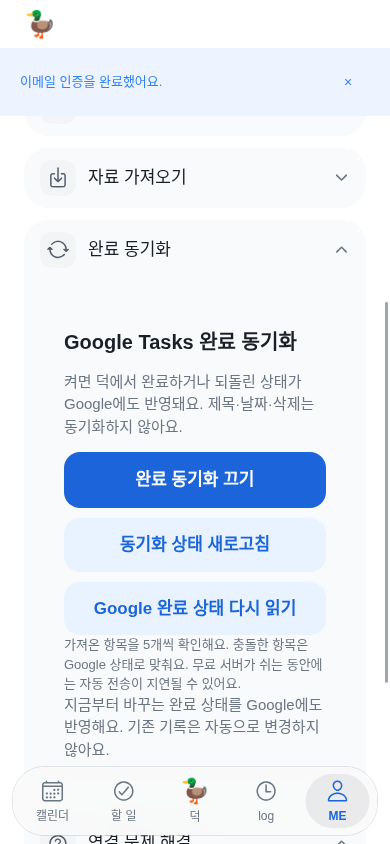 이메일 인증을 완료했어요.
×
자료 가져오기
완료 동기화
Google Tasks 완료 동기화
켜면 덕에서 완료하거나 되돌린 상태가
Google에도 반영돼요. 제목·날짜·삭제는
동기화하지 않아요.
완료 동기화 끄기
동기화 상태 새로고침
Google 완료 상태 다시 읽기
가져온 항목을 5개씩 확인해요. 충돌한 항목은
Google 상태로 맞춰요. 무료 서버가 쉬는 동안에
는 자동 전송이 지연될 수 있어요.
지금부터 바꾸는 완료 상태를 Google에도
반영해요. 기존 기록은 자동으로 변경하지
않아요.
캘린더
할 일
덕
log
ME
연결 문제 해결